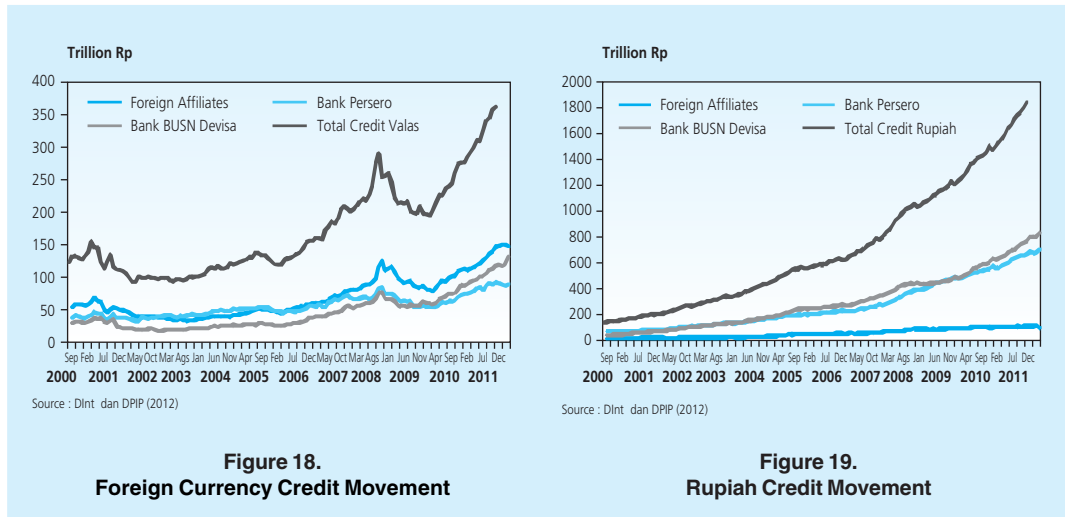 Trillion Rp
400
350
300
250
200
150
100
50
0
Foreign Affiliates
Bank Persero
Bank BUSN Devisa
Total Credit Valas
Sep Feb Jul Dec May Oct Mar Ags Jan Jun Nov Apr Sep Feb Jul Dec May Oct Mar Ags Jan Jun Nov Apr Sep Feb Jul Dec
2000 2001 2002 2003 2004 2005 2006 2007 2008 2009 2010 2011
Source : DInt dan DPIP (2012)
Figure 18.
Foreign Currency Credit Movement
Trillion Rp
2000
1800
1600
1400
1200
1000
800
600
400
200
0
Foreign Affiliates
Bank Persero
Bank BUSN Devisa
Total Credit Rupiah
Sep Feb Jul Dec May Oct Mar Ags Jan Jun Nov Apr Sep Feb Jul Dec May Oct Mar Ags Jan Jun Nov Apr Sep Feb Jul Dec
2000 2001 2002 2003 2004 2005 2006 2007 2008 2009 2010 2011
Source : DInt dan DPIP (2012)
Figure 19.
Rupiah Credit Movement